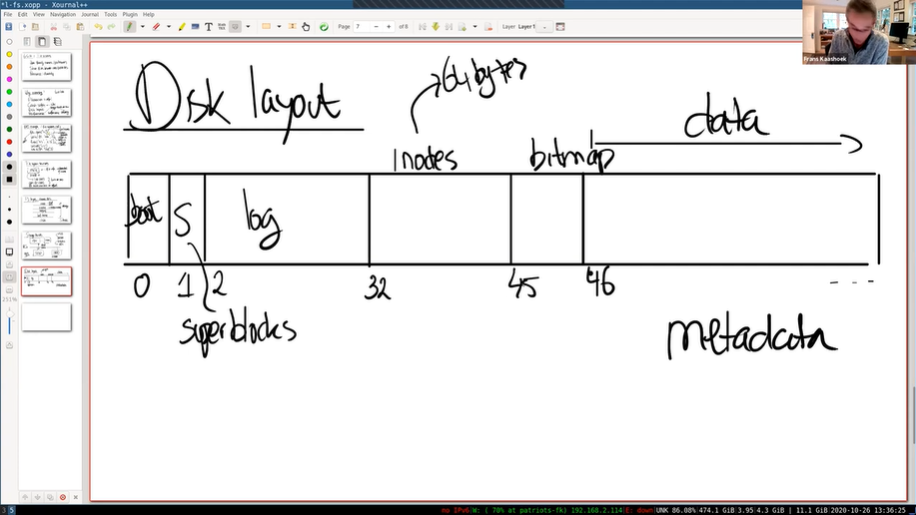 *l-fs.xopp - Xournal++
File Edit View Navigation Journal Tools Plugin Help
Page 7 of 8 Layer Layer 1
Frans Kaashoek
Disk layout
64 bytes
data
inodes bitmap
boot S log
0 1 2 32 45 46 - - -
superblocks
metadata
211%
3 5
no IPv6 W: ( 70% at patriots-fk) 192.168.2.114 E: down UNK 86.08% 474.1 GiB 3.95 4.3 GiB | 11.1 GiB 2020-10-26 13:36:25